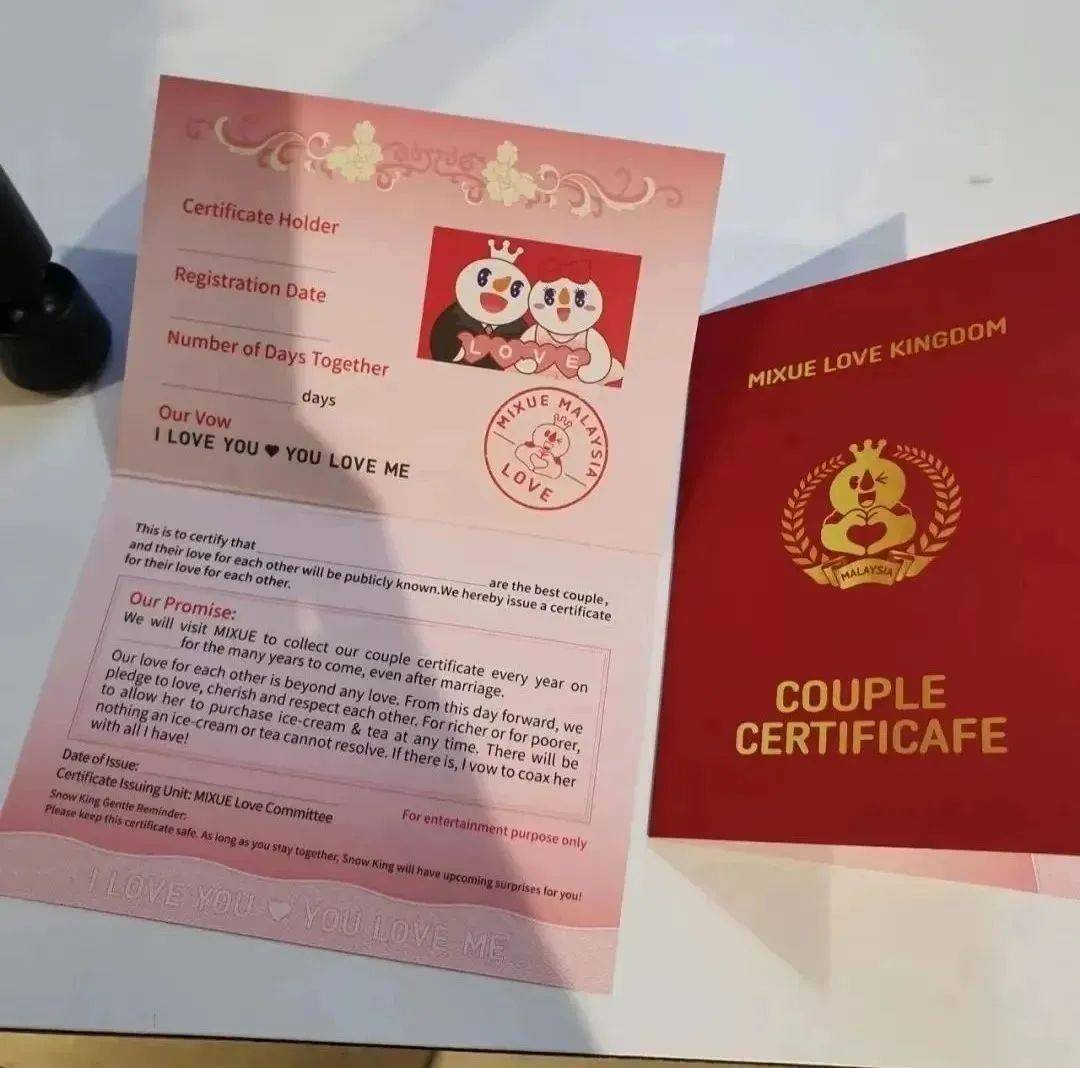 Certificate Holder
Registration Date
Number of Days Together
days
Our Vow
I LOVE YOU ♥ YOU LOVE ME
LOVE
MIXUE MALAYSIA
LOVE
This is to certify that
are the best couple,
and their love for each other will be publicly known.We hereby issue a certificate
for their love for each other.
Our Promise:
We will visit MIXUE to collect our couple certificate every year on
for the many years to come, even after marriage.
Our love for each other is beyond any love. From this day forward, we
pledge to love, cherish and respect each other. For richer or for poorer,
to allow her to purchase ice-cream & tea at any time. There will be
nothing an ice-cream or tea cannot resolve. If there is, I vow to coax her
with all I have!
Date of Issue:
Certificate Issuing Unit: MIXUE Love Committee
For entertainment purpose only
Snow King Gentle Reminder:
Please keep this certificate safe. As long as you stay together, Snow King will have upcoming surprises for you!
I LOVE YOU ♥ YOU LOVE ME
MIXUE LOVE KINGDOM
MALAYSIA
COUPLE
CERTIFICAFE